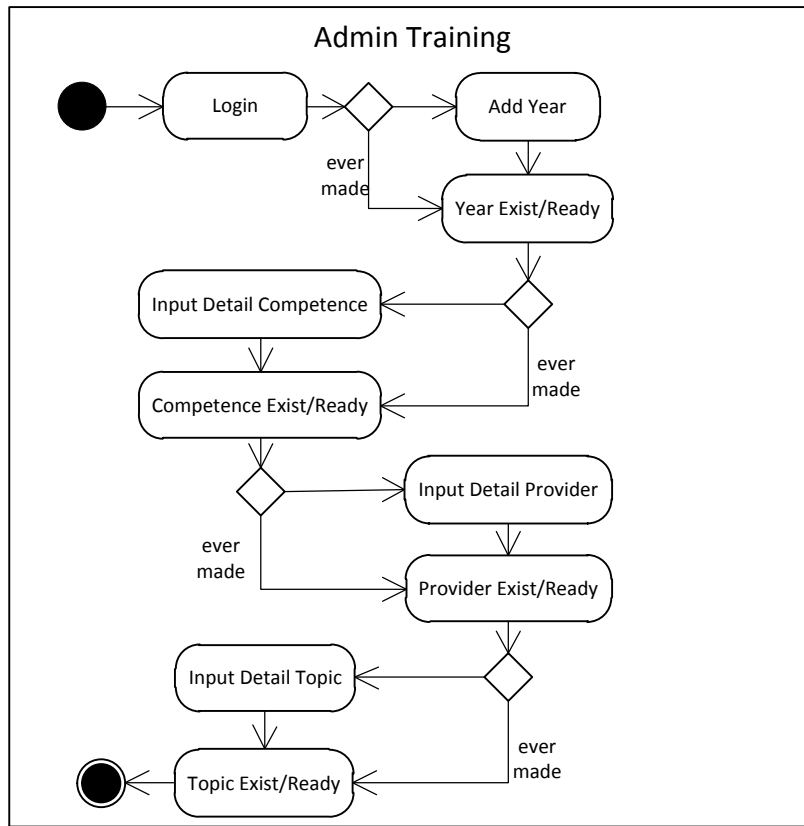 Admin Training
Login
Add Year
ever
made
Year Exist/Ready
Input Detail Competence
ever
made
Competence Exist/Ready
Input Detail Provider
ever
made
Provider Exist/Ready
Input Detail Topic
ever
made
Topic Exist/Ready